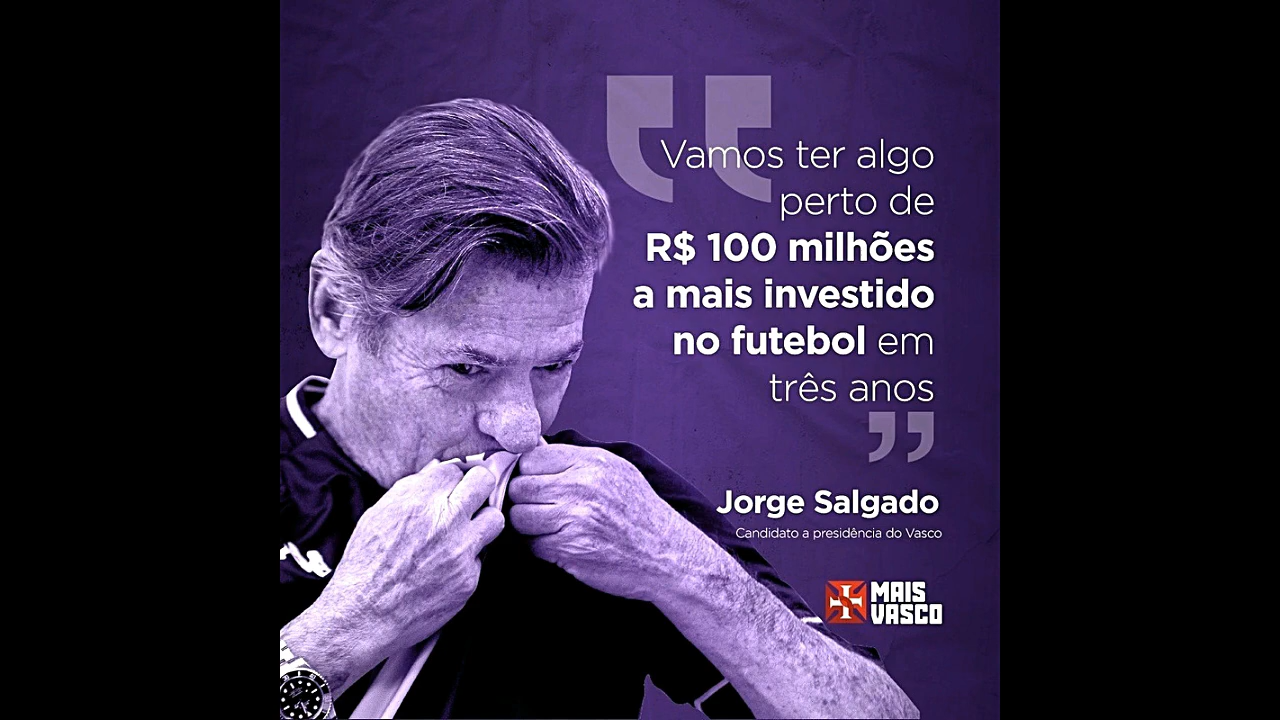 Vamos ter algo
perto de
R$ 100 milhões
a mais investido
no futebol em
três anos
Jorge Salgado
Candidato a presidência do Vasco
MAIS
VASCO